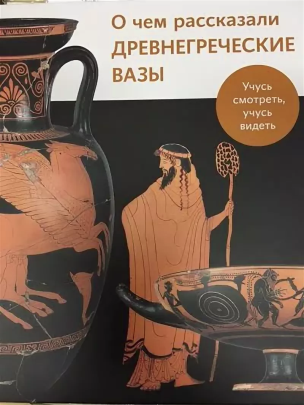 О чем рассказали
ДРЕВНЕГРЕЧЕСКИЕ
ВАЗЫ
Учусь
смотреть,
учусь
видеть